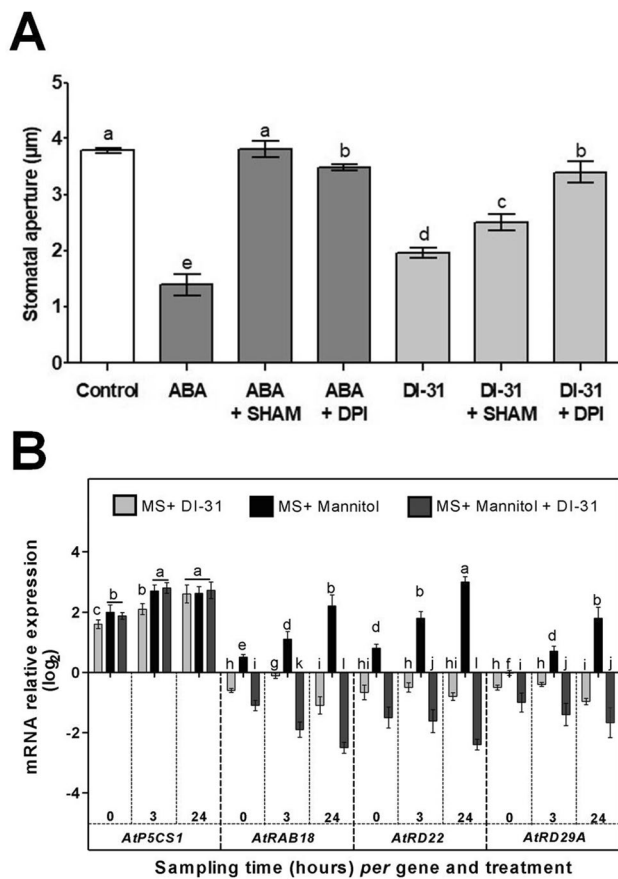 A
Stomatal aperture (µm)
5
4
3
2
1
0
a
e
a
b
d
c
b
Control
ABA
ABA + SHAM
ABA + DPI
DI-31
DI-31 + SHAM
DI-31 + DPI
B
MS+ DI-31
MS+ Mannitol
MS+ Mannitol + DI-31
mRNA relative expression (log2)
4
2
0
-2
-4
c b b a a
h e i g d k i b l
hi d i h b j hi a l
h f i h d j i b j
0 3 24 0 3 24 0 3 24 0 3 24
AtP5CS1 AtRAB18 AtRD22 AtRD29A
Sampling time (hours) per gene and treatment